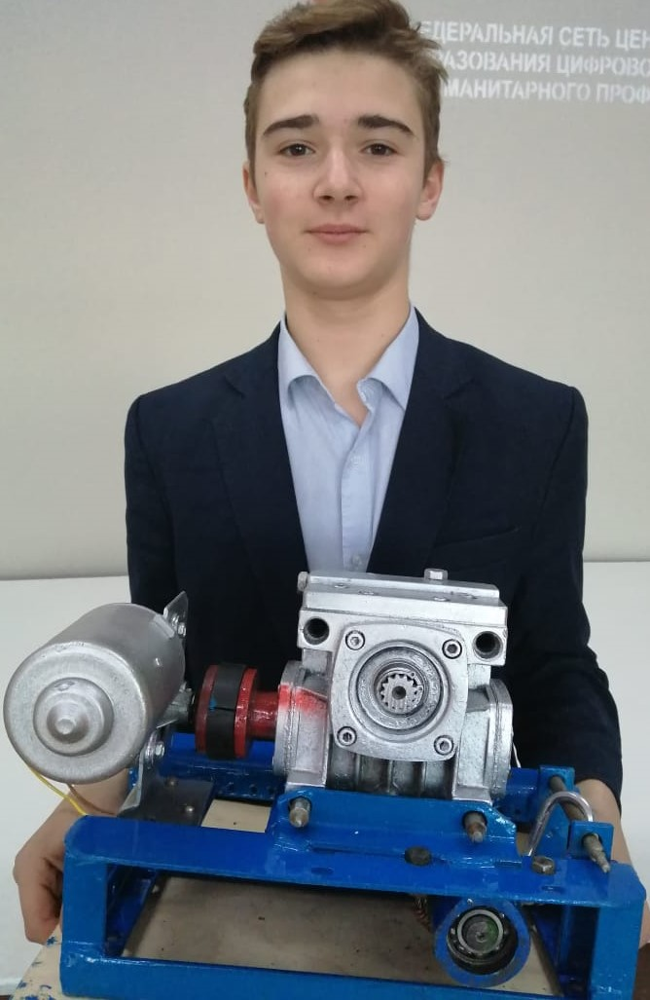 ЕДЕРАЛЬНАЯ СЕТЬ ЦЕН
РАЗОВАНИЯ ЦИФРОВО
МАНИТАРНОГО ПРОФ